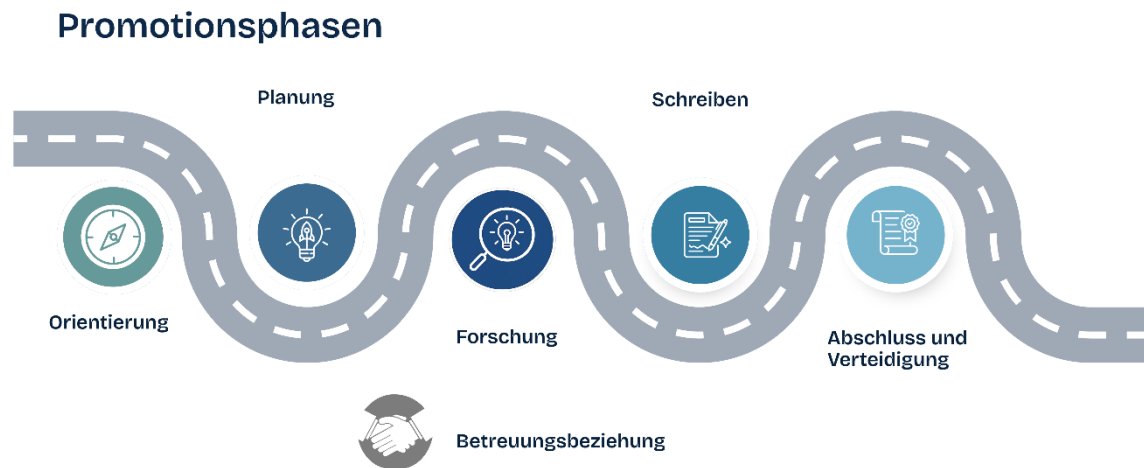 Promotionsphasen
Planung
Schreiben
Orientierung
Forschung
Abschluss und
Verteidigung
Betreuungsbeziehung